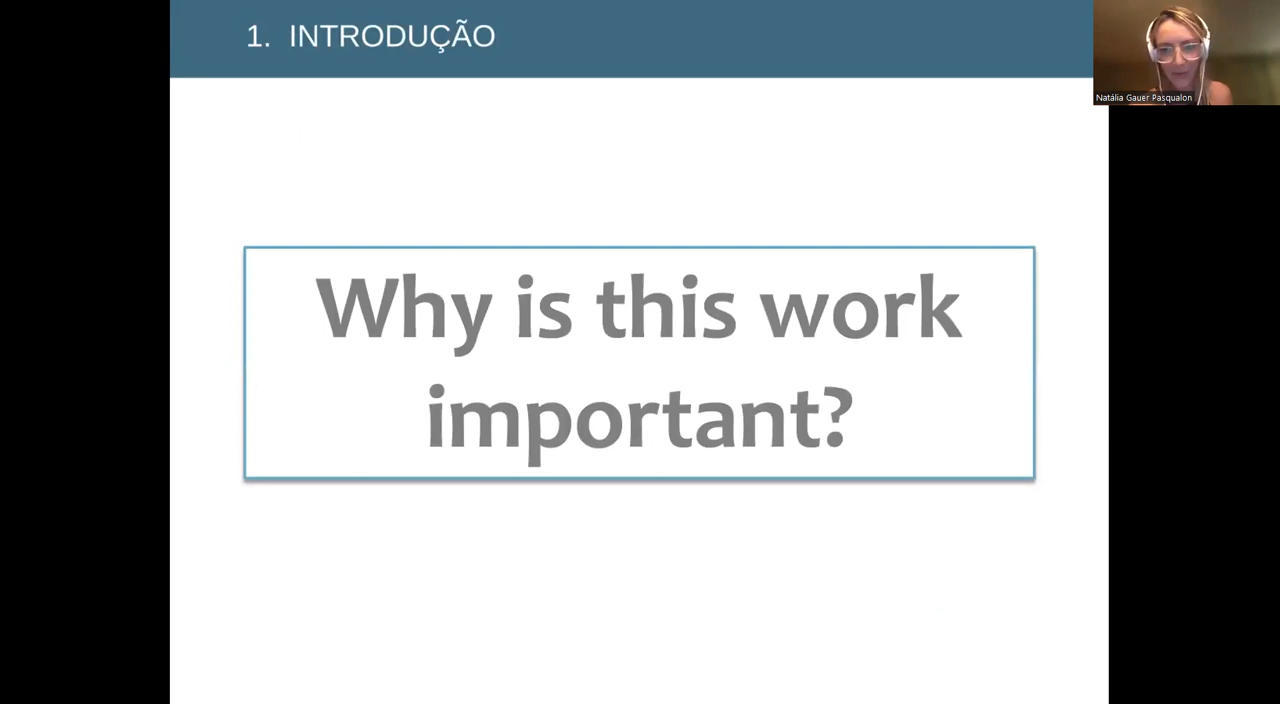 1. INTRODUÇÃO
Natália Gauer Pasqualon
Why is this work
important?